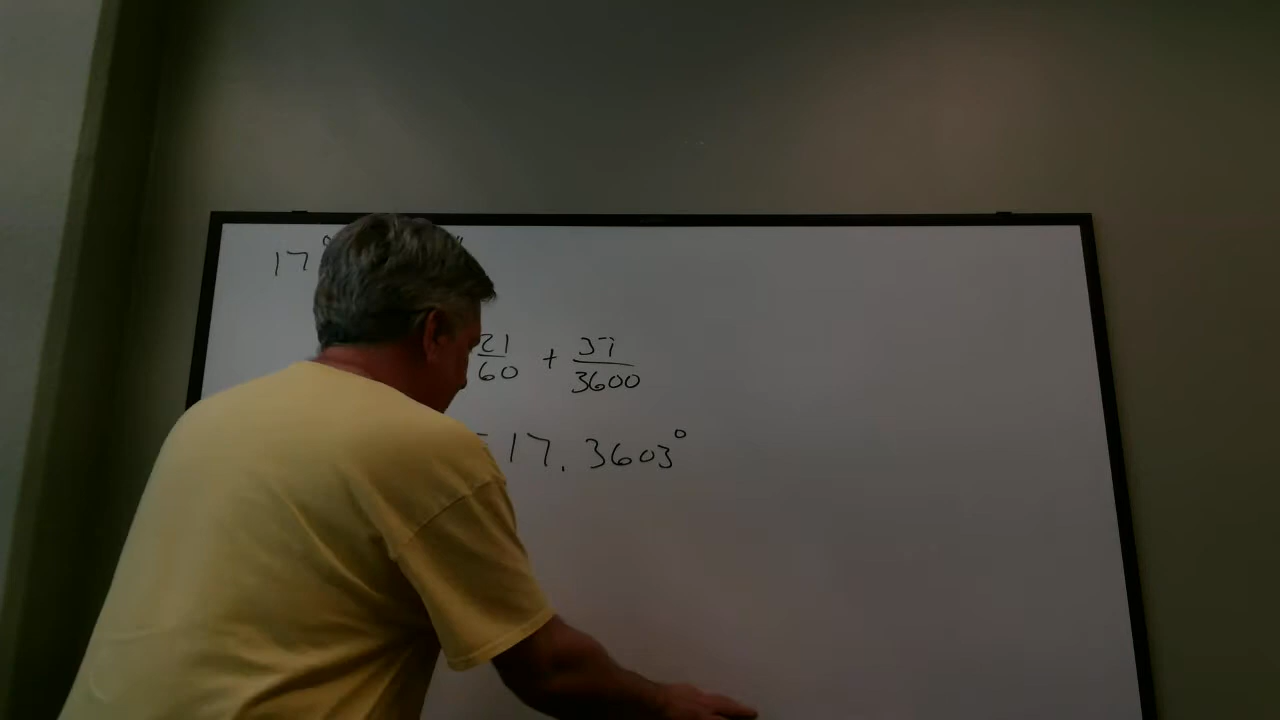 17°
21/60 + 37/3600
= 17.3603°